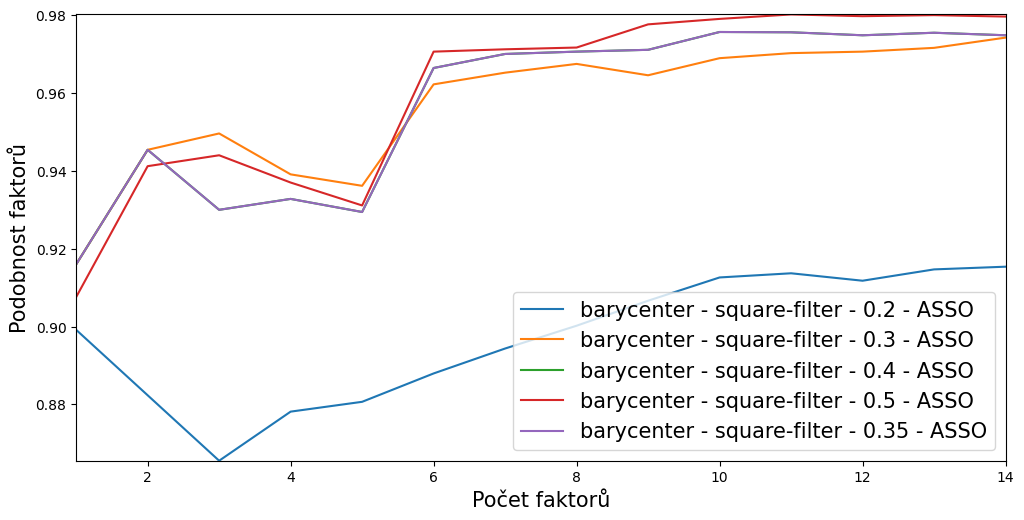 0.98
0.96
0.94
0.92
0.90
0.88
Podobnost faktorů
barycenter - square-filter - 0.2 - ASSO
barycenter - square-filter - 0.3 - ASSO
barycenter - square-filter - 0.4 - ASSO
barycenter - square-filter - 0.5 - ASSO
barycenter - square-filter - 0.35 - ASSO
2 4 6 8 10 12 14
Počet faktorů